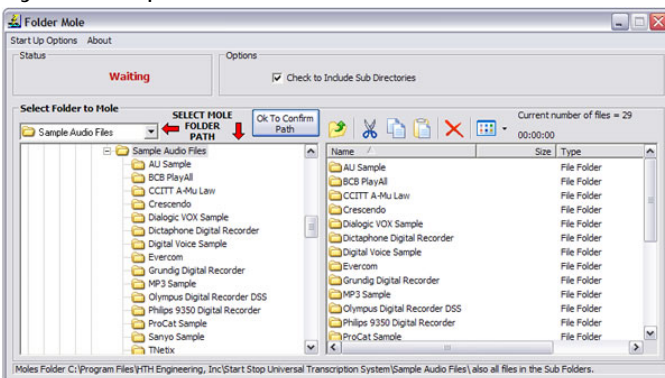 Folder Mole
Start Up Options About
Status
Waiting
Options
Check to Include Sub Directories
Select Folder to Mole
Sample Audio Files
SELECT MOLE
FOLDER
PATH
Ok To Confirm
Path
Current number of files = 29
00:00:00
Sample Audio Files
AU Sample
BCB PlayAll
CCITT A-Mu Law
Crescendo
Dialogic VOX Sample
Dictaphone Digital Recorder
Digital Voice Sample
Evercom
Grundig Digital Recorder
MP3 Sample
Olympus Digital Recorder DSS
Philips 9350 Digital Recorder
ProCat Sample
Sanyo Sample
TNetix
Name Size Type
AU Sample File Folder
BCB PlayAll File Folder
CCITT A-Mu Law File Folder
Crescendo File Folder
Dialogic VOX Sample File Folder
Dictaphone Digital Recorder File Folder
Digital Voice Sample File Folder
Evercom File Folder
Grundig Digital Recorder File Folder
MP3 Sample File Folder
Olympus Digital Recorder DSS File Folder
Philips 9350 Digital Recorder File Folder
ProCat Sample File Folder
Moles Folder C:\Program Files\HTH Engineering, Inc\Start Stop Universal Transcription System\Sample Audio Files\ also all files in the Sub Folders.